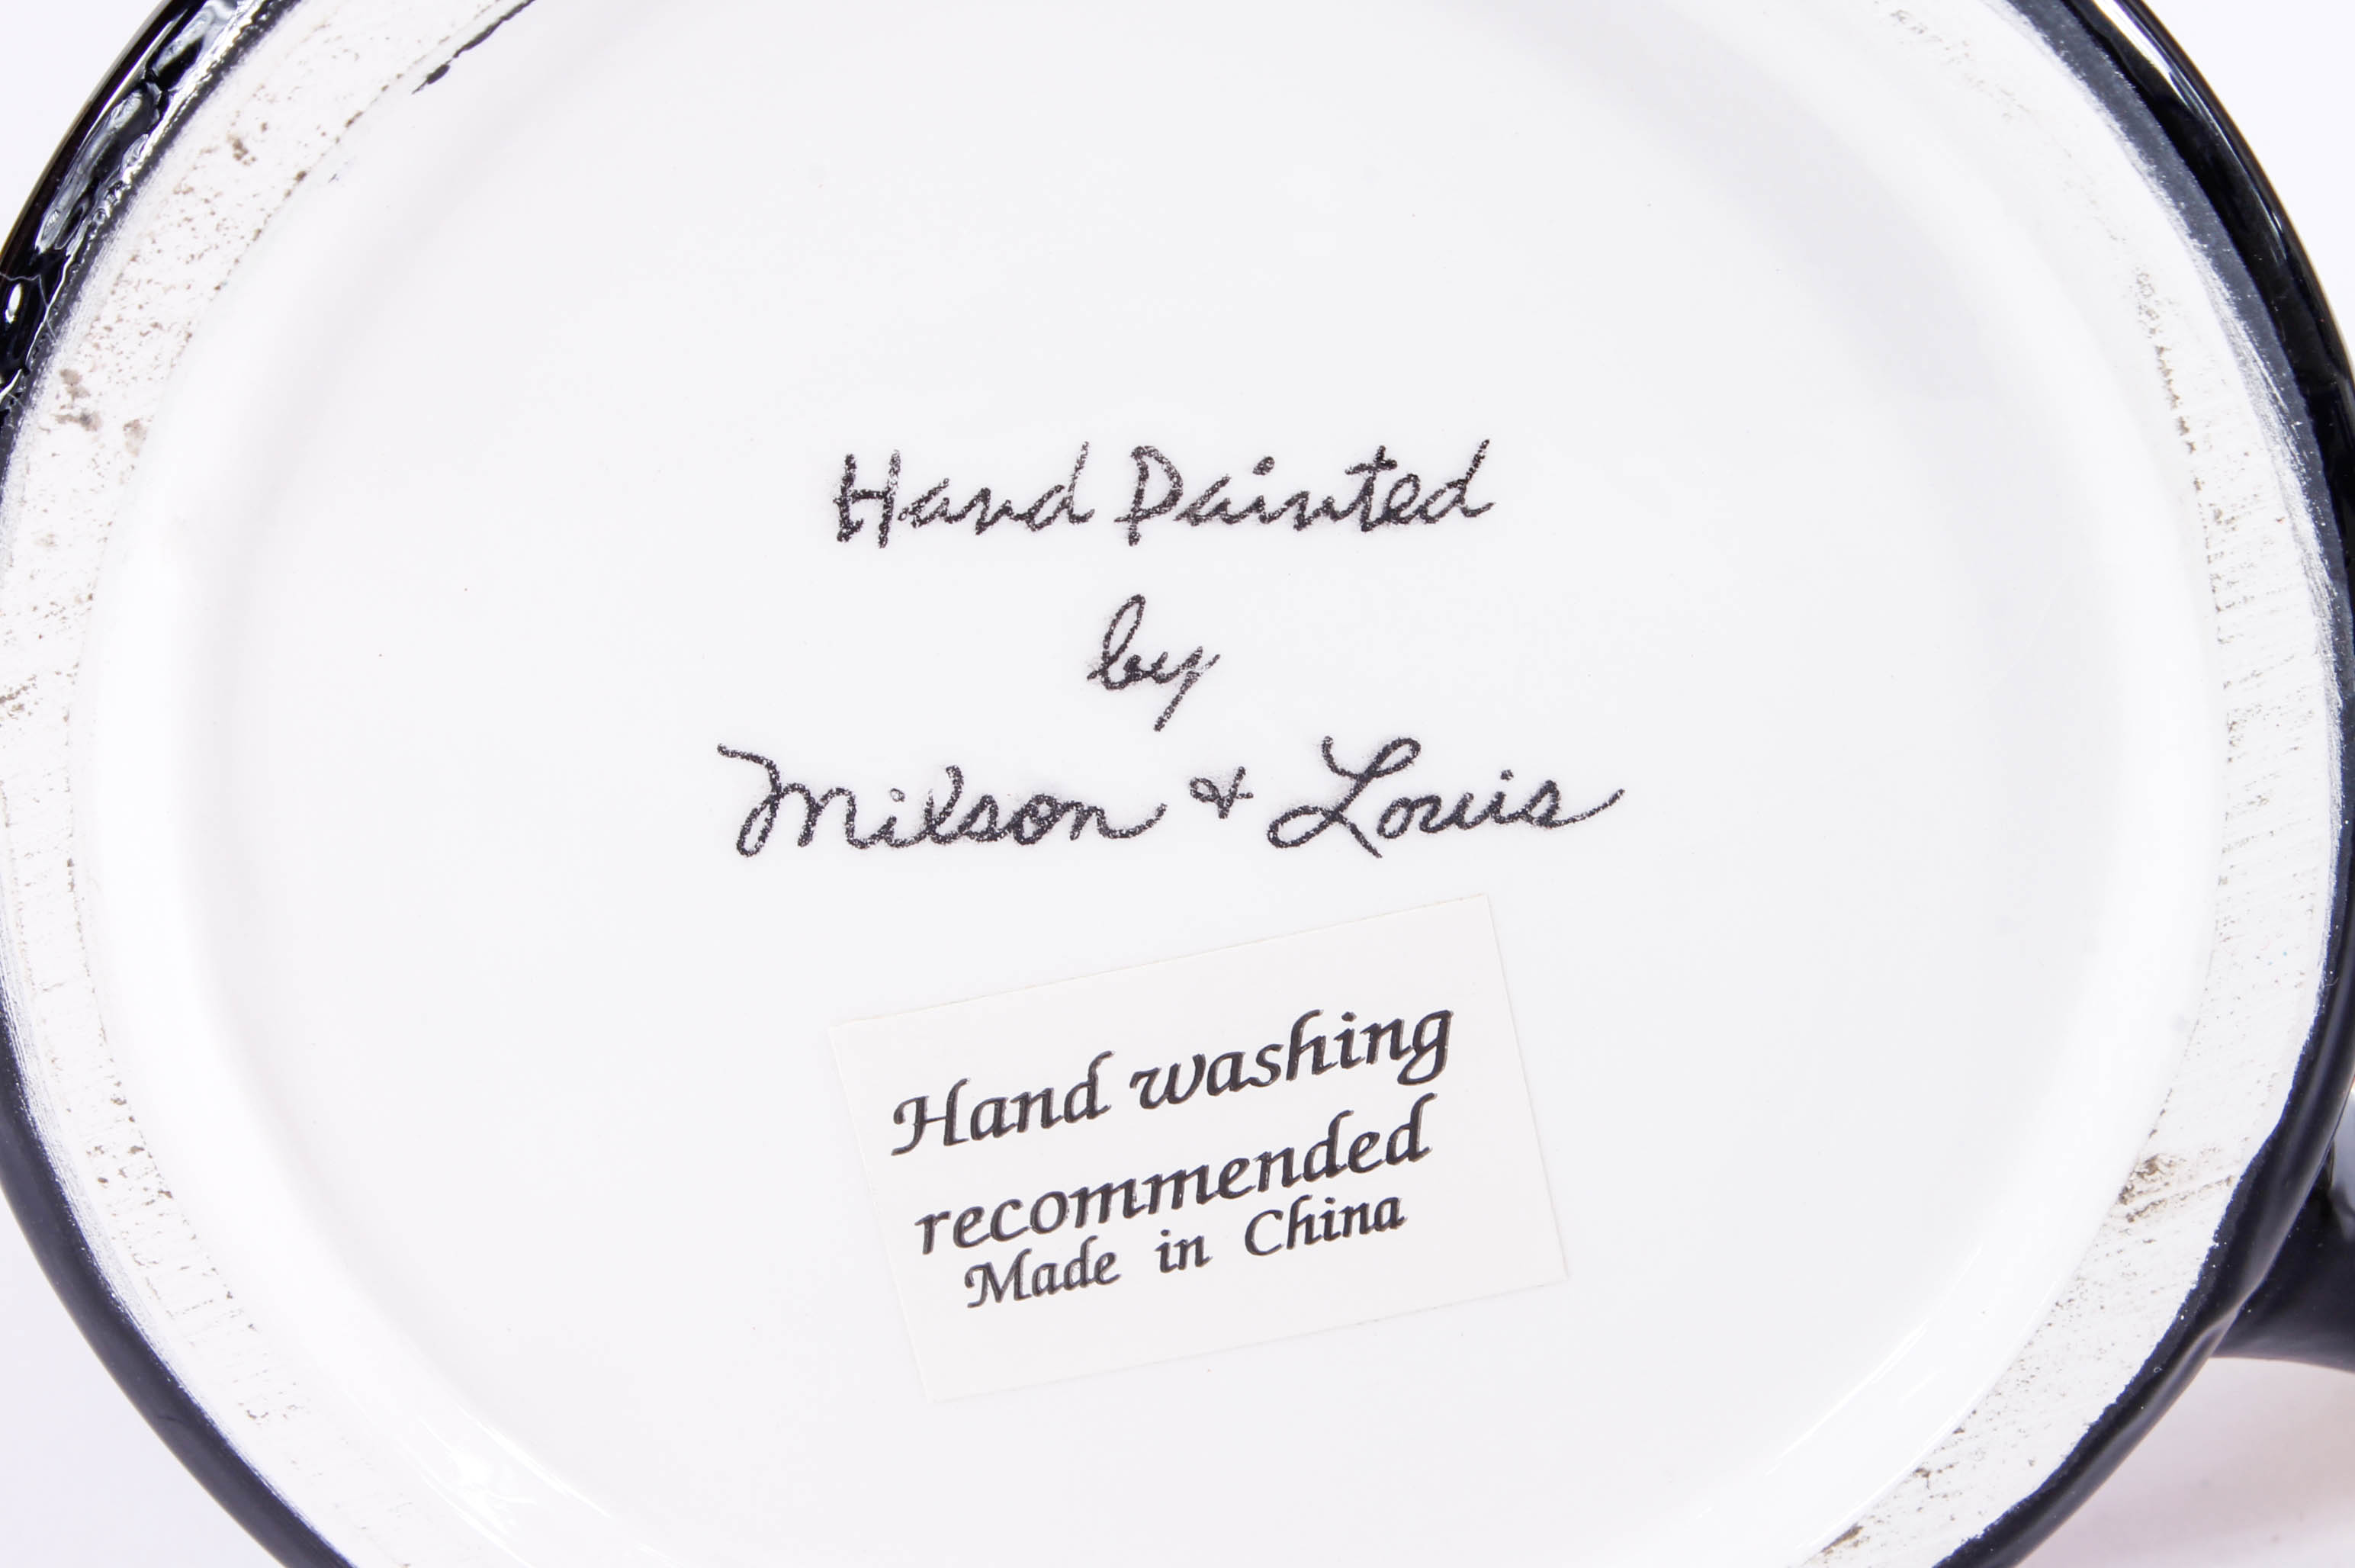 Hand Painted
by
Milson & Louis
Hand washing
recommended
Made in China